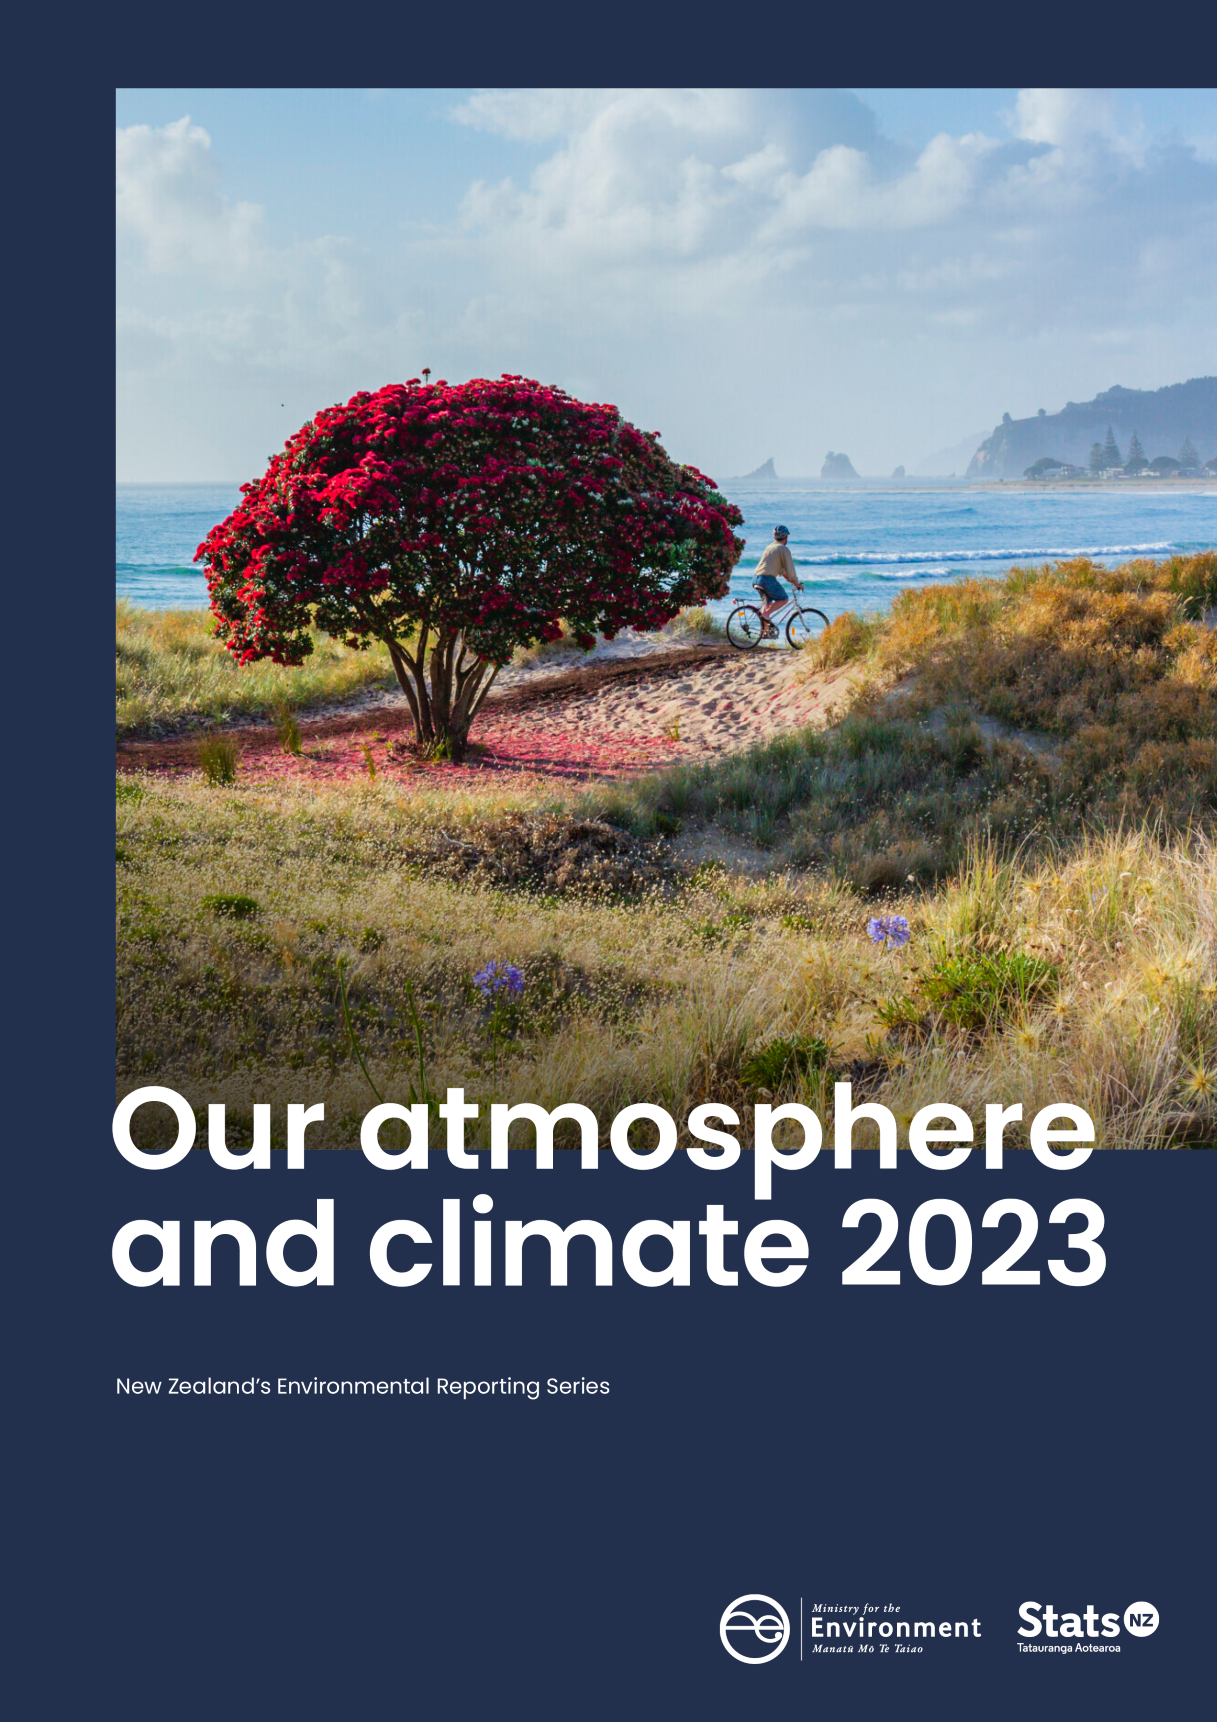 Our atmosphere
and climate 2023
New Zealand’s Environmental Reporting Series
Ministry for the
Environment
Manatū Mō Te Taiao
Stats NZ
Tatauranga Aotearoa